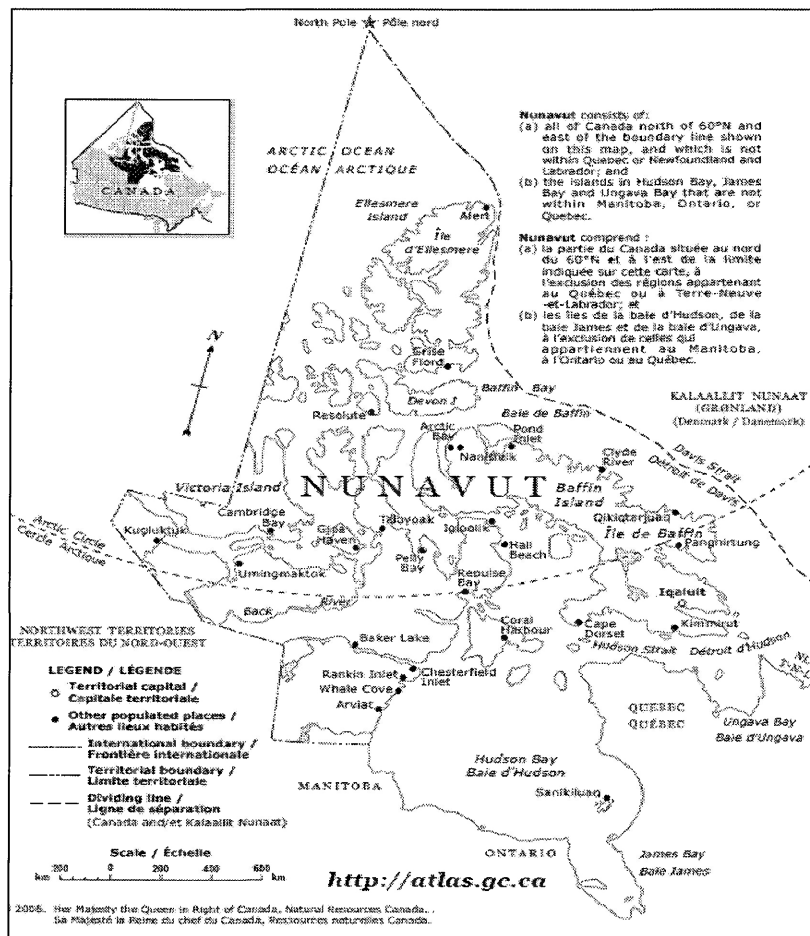 North Pole Pôle nord
CANADA
ARCTIC OCEAN
OCÉAN ARCTIQUE
Nunavut consists of:
(a) all of Canada north of 60°N and
east of the boundary line shown
on this map, and which is not
within Quebec or Newfoundland and
Labrador; and
(b) the islands in Hudson Bay, James
Bay and Ungava Bay that are not
within Manitoba, Ontario, or
Quebec.
Nunavut comprend :
(a) la partie du Canada située au nord
du 60°N et à l'est de la limite
indiquée sur cette carte, à
l'exclusion des régions appartenant
au Québec ou à Terre-Neuve
-et-Labrador; et
(b) les îles de la baie d'Hudson, de la
baie James et de la baie d'Ungava,
à l'exclusion de celles qui
appartiennent au Manitoba,
à l'Ontario ou au Québec.
Ellesmere
Island
Alert
Île
d'Ellesmere
N
Grise
Fiord
Devon I
Baffin Bay
Baie de Baffin
KALAALLIT NUNAAT
(GRØNLAND)
(Denmark / Danemark)
Resolute
Arctic
Bay
Nanisivik
Pond
Inlet
Clyde
River
Davis Strait
Détroit de Davis
Victoria Island
NUNAVUT
Baffin
Island
Île de Baffin
Cambridge
Bay
Kugluktuk
Umingmaktok
Gjoa
Haven
Taloyoak
Pelly
Bay
Igloolik
Hall
Beach
Repulse
Bay
Qikiqtarjuaq
Pangnirtung
Iqaluit
Arctic Circle
Cercle Arctique
Back River
Baker Lake
Coral
Harbour
Cape
Dorset
Kimmirut
Hudson Strait
Détroit d'Hudson
NORTHWEST TERRITORIES
TERRITOIRES DU NORD-OUEST
Rankin Inlet
Chesterfield
Inlet
Whale Cove
Arviat
QUEBEC
QUÉBEC
Ungava Bay
Baie d'Ungava
LEGEND / LÉGENDE
Territorial capital /
Capitale territoriale
Other populated places /
Autres lieux habités
International boundary /
Frontière internationale
Territorial boundary /
Limite territoriale
Dividing line /
Ligne de séparation
(Canada and/et Kalaallit Nunaat)
Hudson Bay
Baie d'Hudson
MANITOBA
Sanikiluaq
ONTARIO
James Bay
Baie James
Scale / Échelle
km 200 0 200 400 600 km
http://atlas.gc.ca
2006. Her Majesty the Queen in Right of Canada, Natural Resources Canada.
Sa Majesté la Reine du chef du Canada, Ressources naturelles Canada.